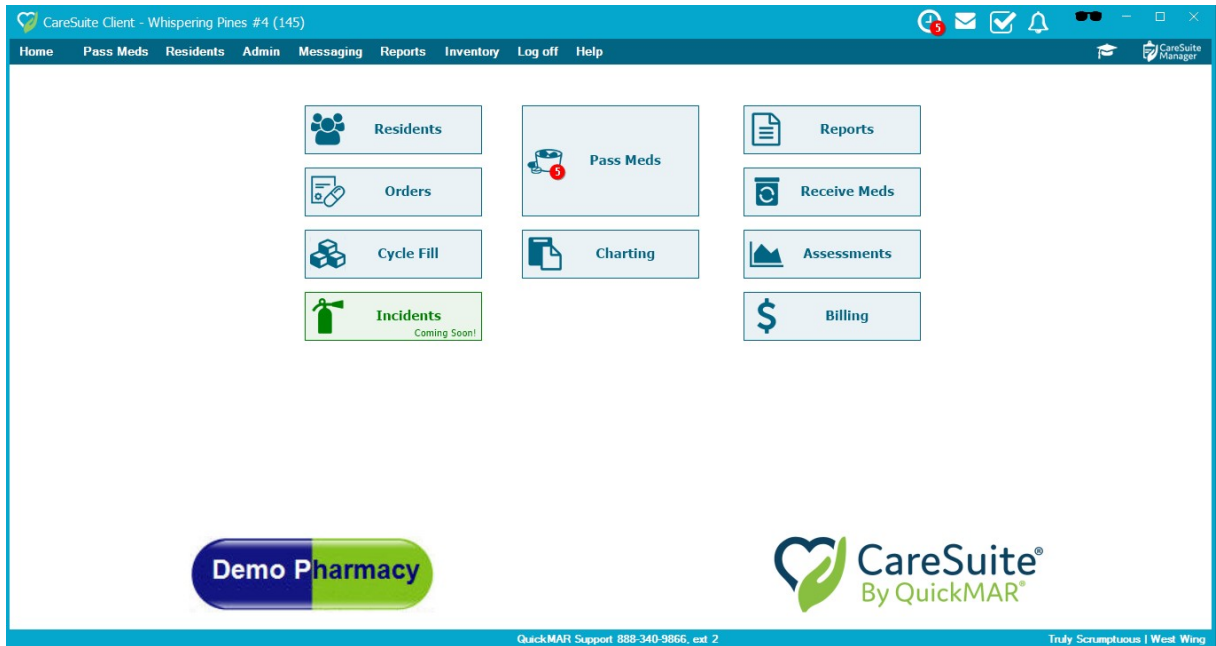 CareSuite Client - Whispering Pines #4 (145)
5
Home Pass Meds Residents Admin Messaging Reports Inventory Log off Help
CareSuite
Manager
Residents
Pass Meds
5
Reports
Orders
Receive Meds
Cycle Fill
Charting
Assessments
Incidents
Coming Soon!
$ Billing
Demo Pharmacy
CareSuite®
By QuickMAR®
QuickMAR Support 888-340-9866, ext 2
Truly Scrumptuous | West Wing